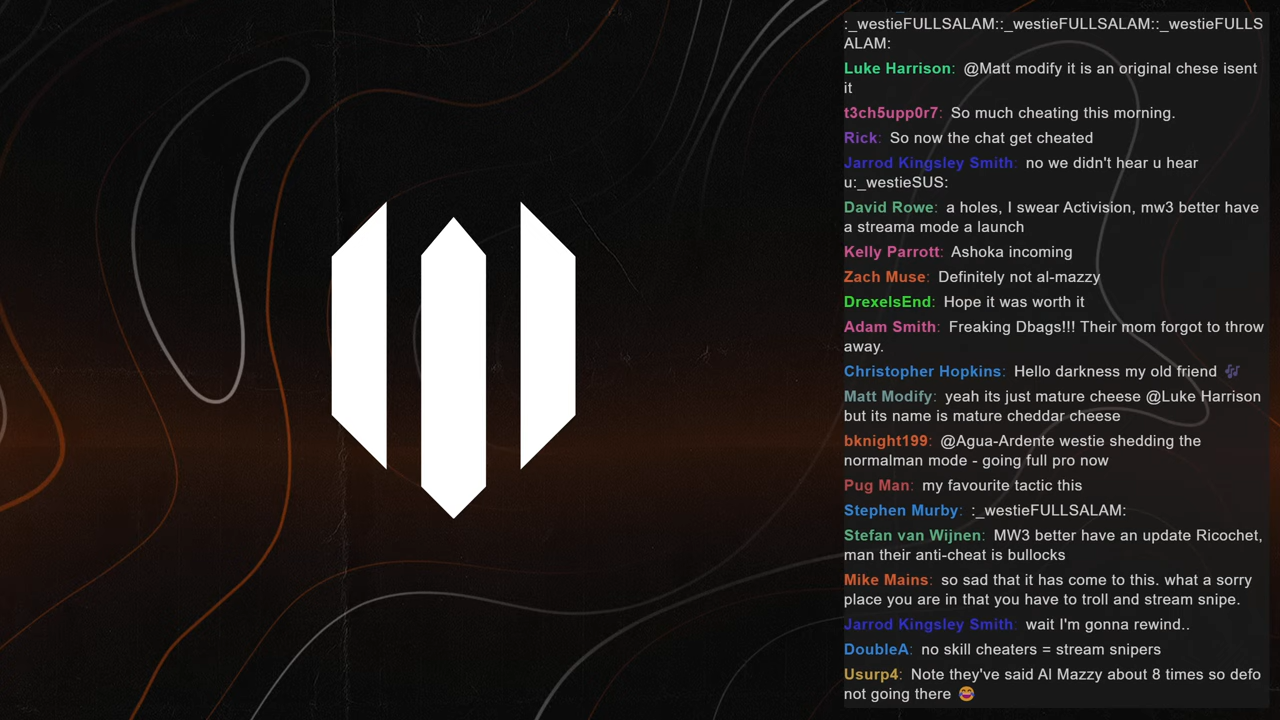 :_westieFULLSALAM::_westieFULLSALAM::_westieFULLS
ALAM:
Luke Harrison: @Matt modify it is an original chese isent
it
t3ch5upp0r7: So much cheating this morning.
Rick: So now the chat get cheated
Jarrod Kingsley Smith: no we didn't hear u hear
u:_westieSUS:
David Rowe: a holes, I swear Activision, mw3 better have
a streama mode a launch
Kelly Parrott: Ashoka incoming
Zach Muse: Definitely not al-mazzy
DrexelsEnd: Hope it was worth it
Adam Smith: Freaking Dbags!!! Their mom forgot to throw
away.
Christopher Hopkins: Hello darkness my old friend 🎶
Matt Modify: yeah its just mature cheese @Luke Harrison
but its name is mature cheddar cheese
bknight199: @Agua-Ardente westie shedding the
normalman mode - going full pro now
Pug Man: my favourite tactic this
Stephen Murby: :_westieFULLSALAM:
Stefan van Wijnen: MW3 better have an update Ricochet,
man their anti-cheat is bullocks
Mike Mains: so sad that it has come to this. what a sorry
place you are in that you have to troll and stream snipe.
Jarrod Kingsley Smith: wait I'm gonna rewind..
DoubleA: no skill cheaters = stream snipers
Usurp4: Note they've said Al Mazzy about 8 times so defo
not going there 😂